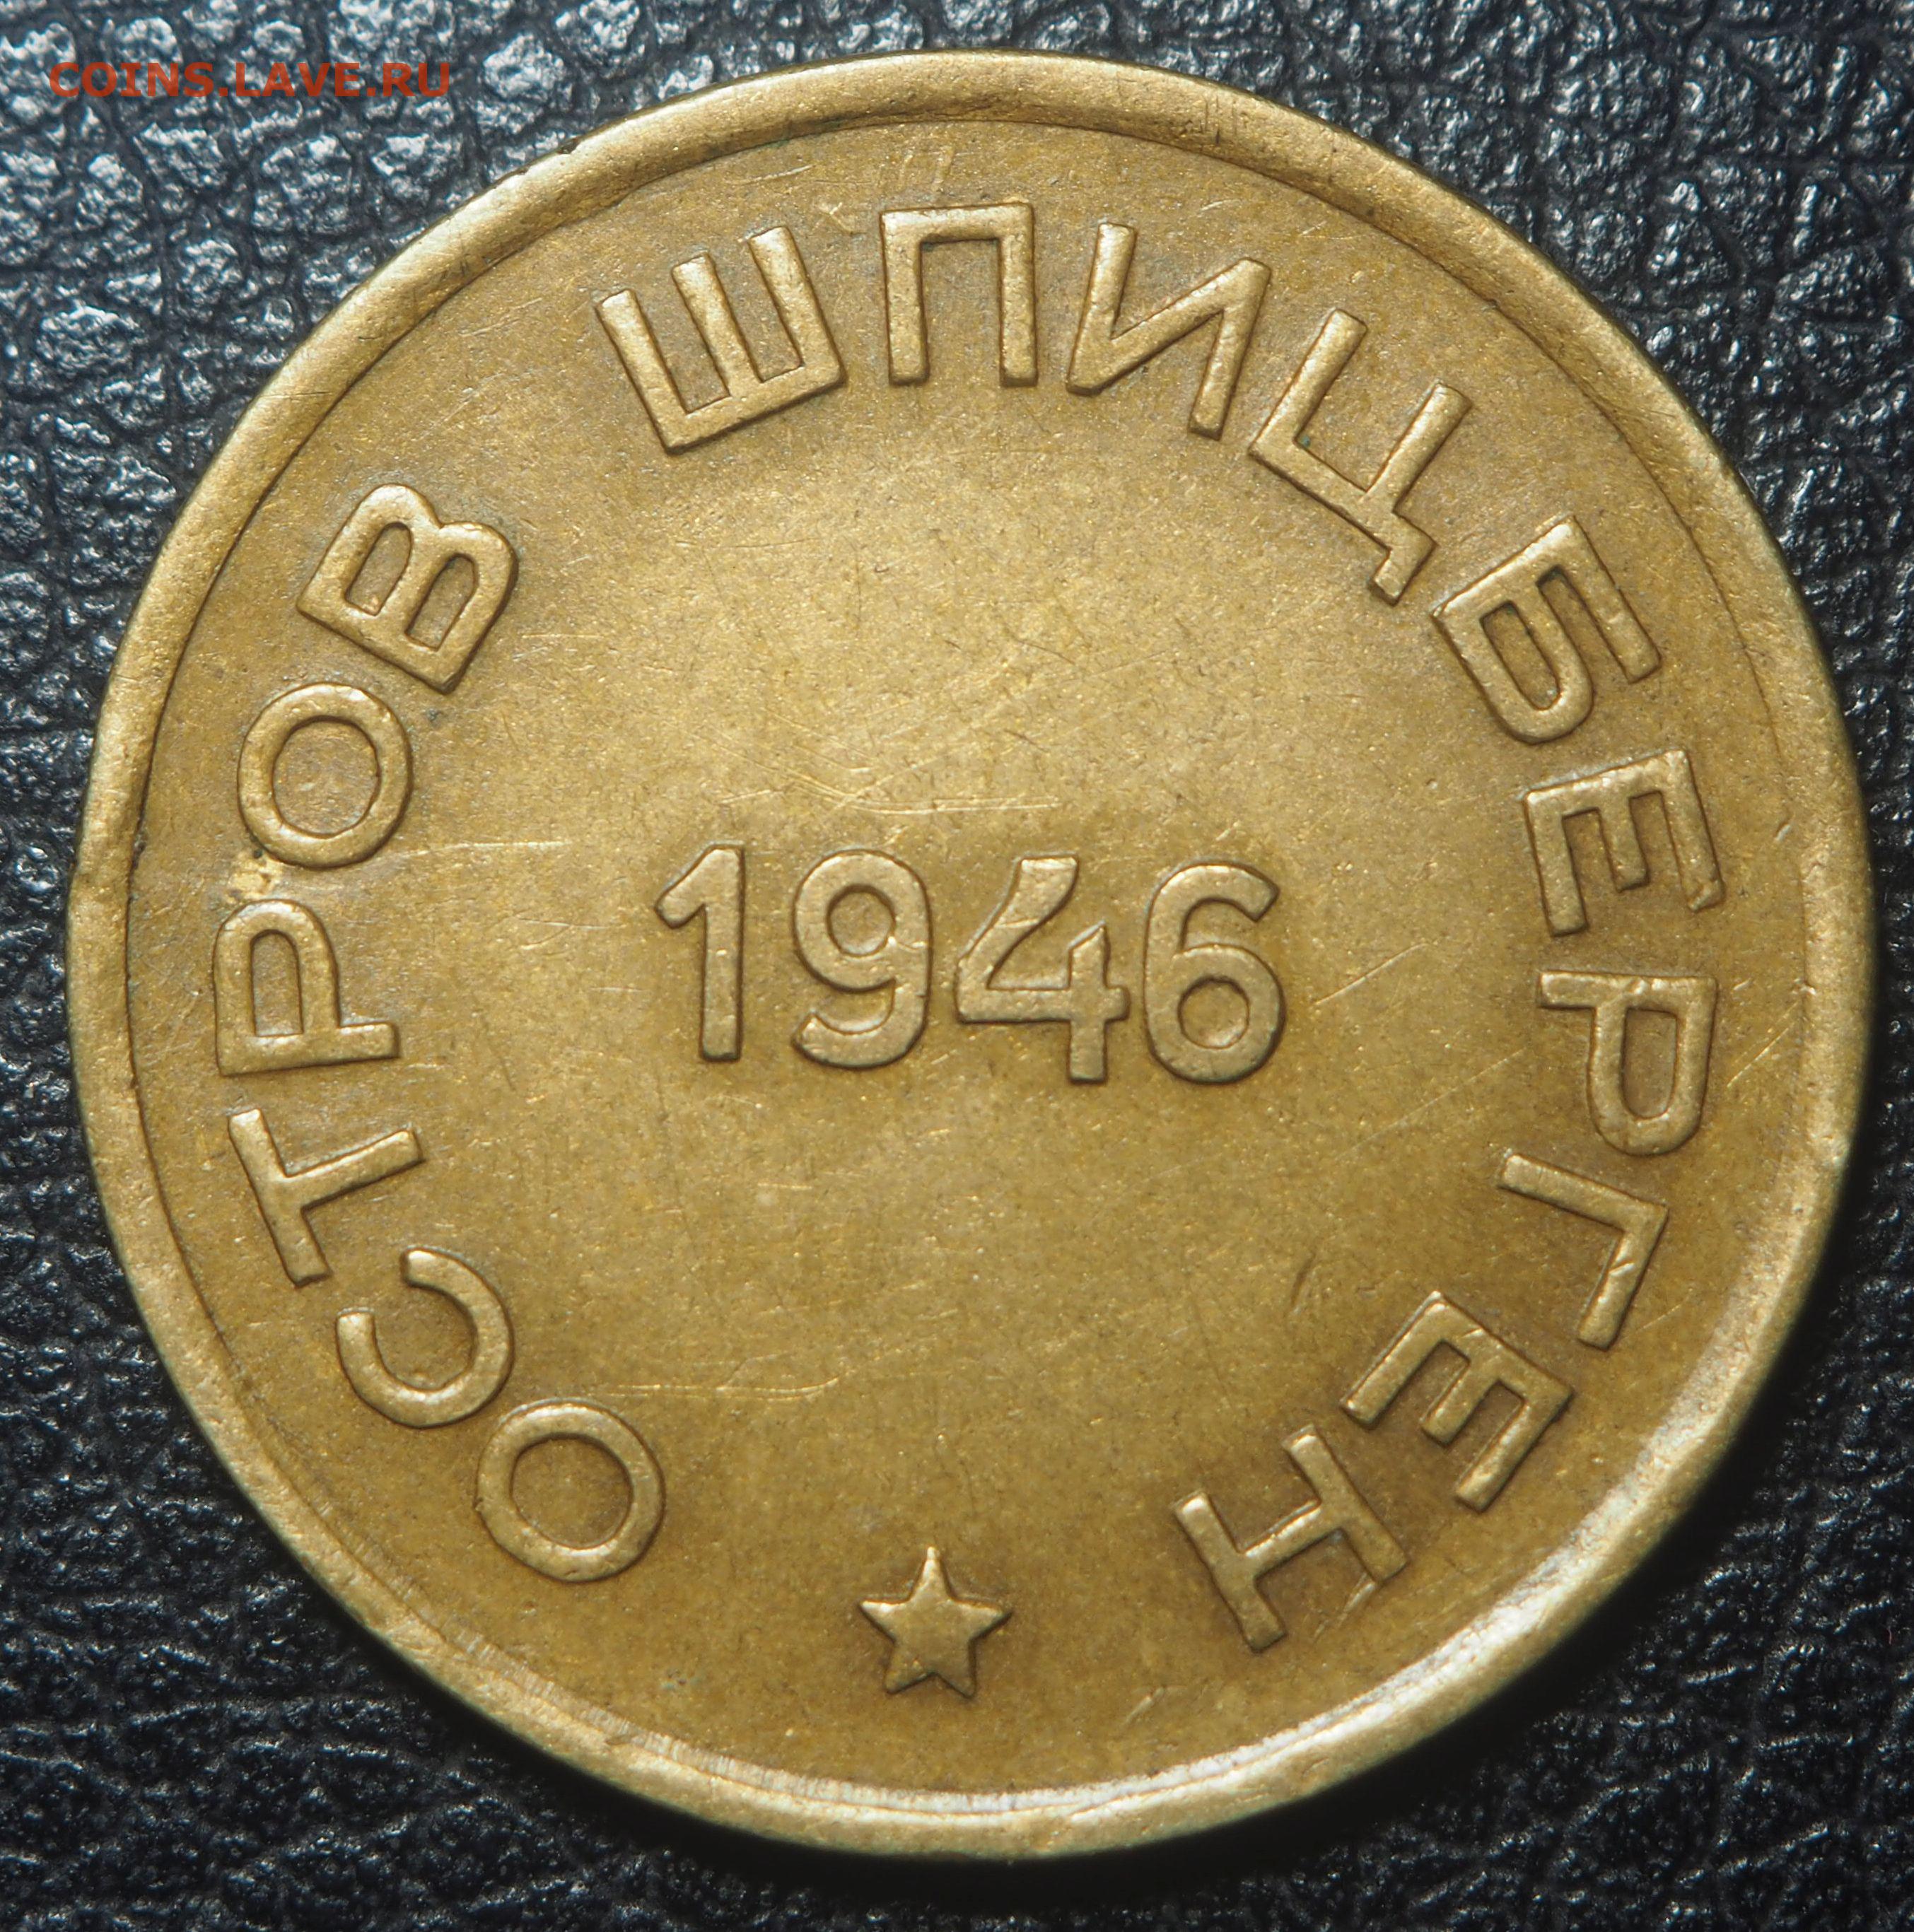 COINS.LAVE.RU
ОСТРОВ ШПИЦБЕРГЕН
1946